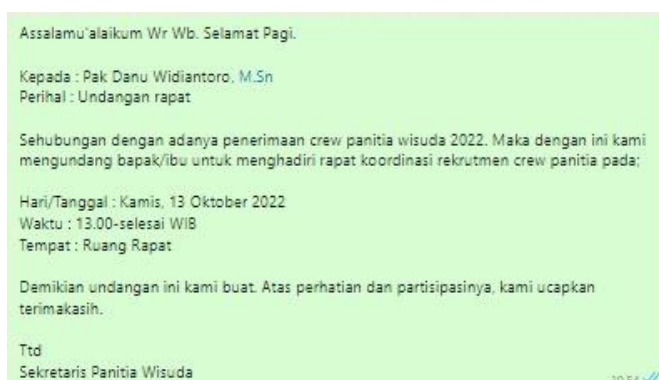 Assalamu'alaikum Wr Wb. Selamat Pagi.
Kepada : Pak Danu Widiantoro, M.Sn
Perihal : Undangan rapat
Sehubungan dengan adanya penerimaan crew panitia wisuda 2022. Maka dengan ini kami
mengundang bapak/ibu untuk menghadiri rapat koordinasi rekrutmen crew panitia pada;
Hari/Tanggal : Kamis, 13 Oktober 2022
Waktu : 13.00-selesai WIB
Tempat : Ruang Rapat
Demikian undangan ini kami buat. Atas perhatian dan partisipasinya, kami ucapkan
terimakasih.
Ttd
Sekretaris Panitia Wisuda